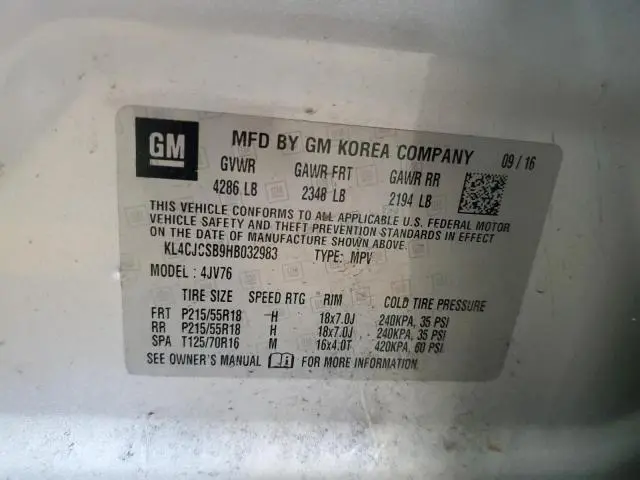 GM MFD BY GM KOREA COMPANY 09/16
GVWR GAWR FRT GAWR RR
4286 LB 2348 LB 2194 LB
THIS VEHICLE CONFORMS TO ALL APPLICABLE U.S. FEDERAL MOTOR
VEHICLE SAFETY AND THEFT PREVENTION STANDARDS IN EFFECT
ON THE DATE OF MANUFACTURE SHOWN ABOVE.
KL4CJCSB9HB032983 TYPE: MPV
MODEL: 4JV76
TIRE SIZE SPEED RTG RIM COLD TIRE PRESSURE
FRT P215/55R18 H 18x7.0J 240KPA, 35 PSI
RR P215/55R18 H 18x7.0J 240KPA, 35 PSI
SPA T125/70R16 M 16x4.0T 420KPA, 60 PSI
SEE OWNER'S MANUAL FOR MORE INFORMATION